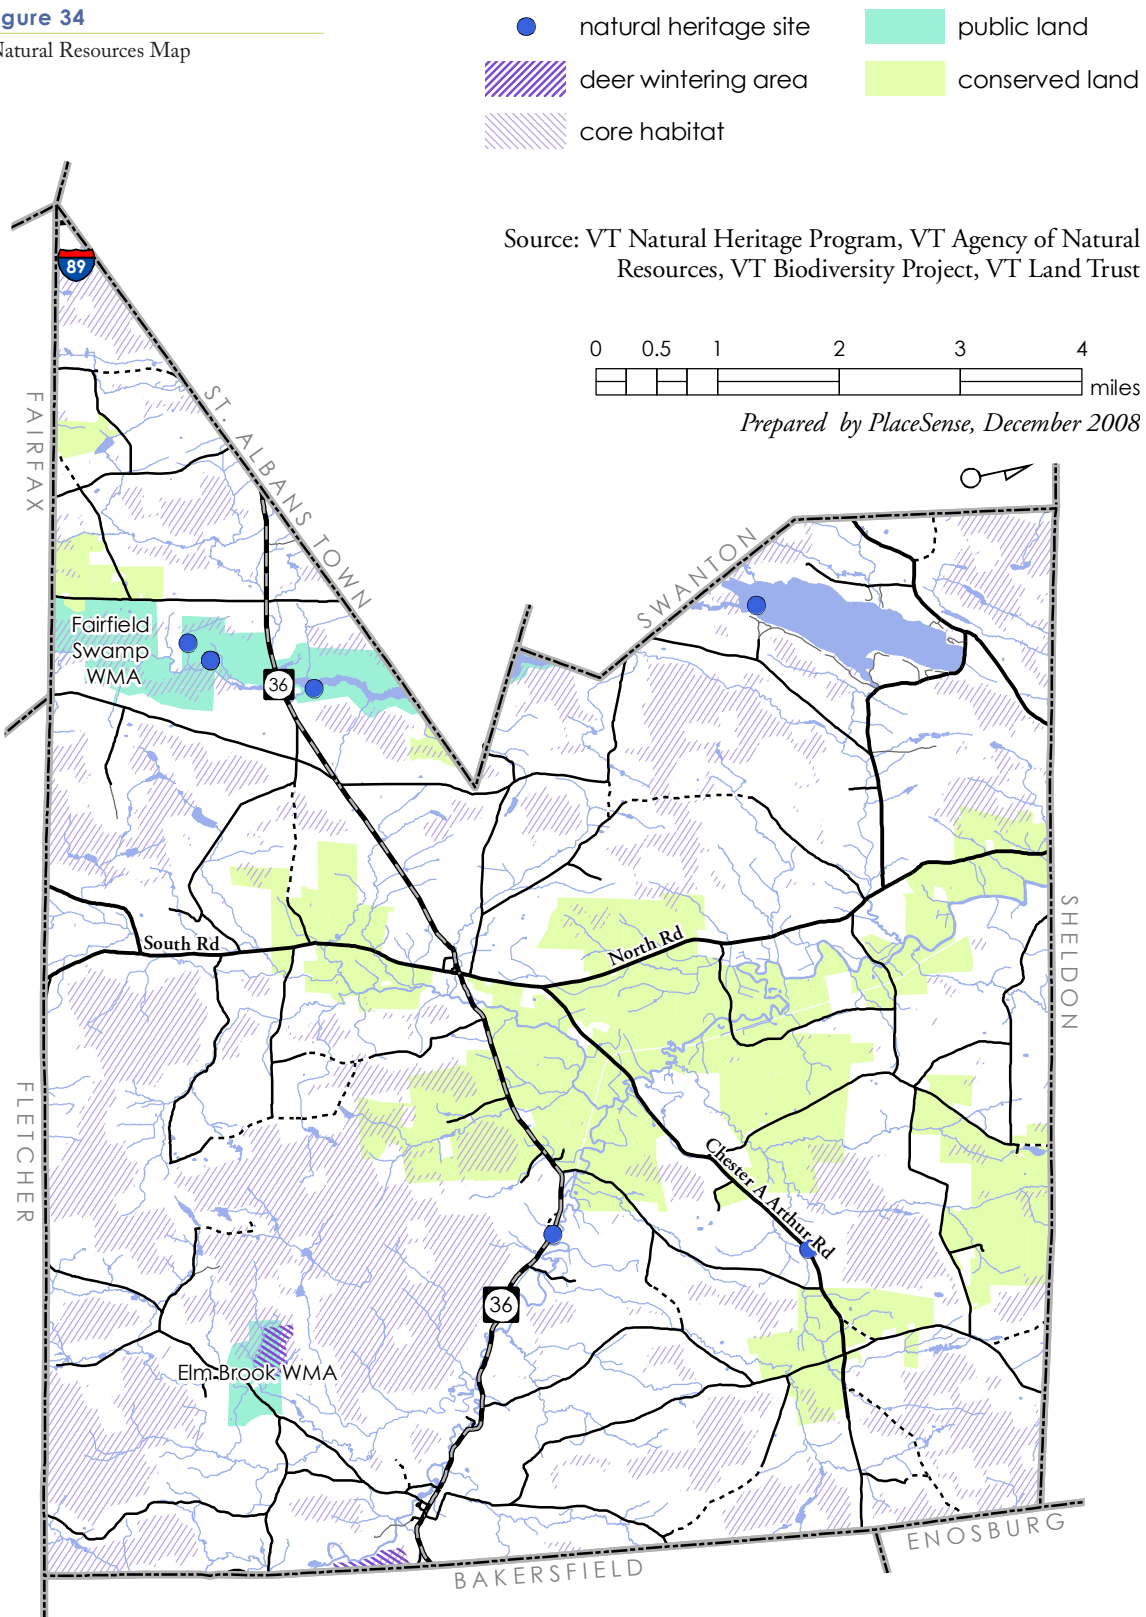 gure 34
Natural Resources Map
natural heritage site
public land
deer wintering area
conserved land
core habitat
Source: VT Natural Heritage Program, VT Agency of Natural
Resources, VT Biodiversity Project, VT Land Trust
0 0.5 1 2 3 4
miles
Prepared by PlaceSense, December 2008
89
FAIRFAX
ST. ALBANS TOWN
SWANTON
Fairfield
Swamp
WMA
36
SHELDON
South Rd
North Rd
FLETCHER
Chester A Arthur Rd
36
Elm Brook WMA
BAKERSFIELD
ENOSBURG